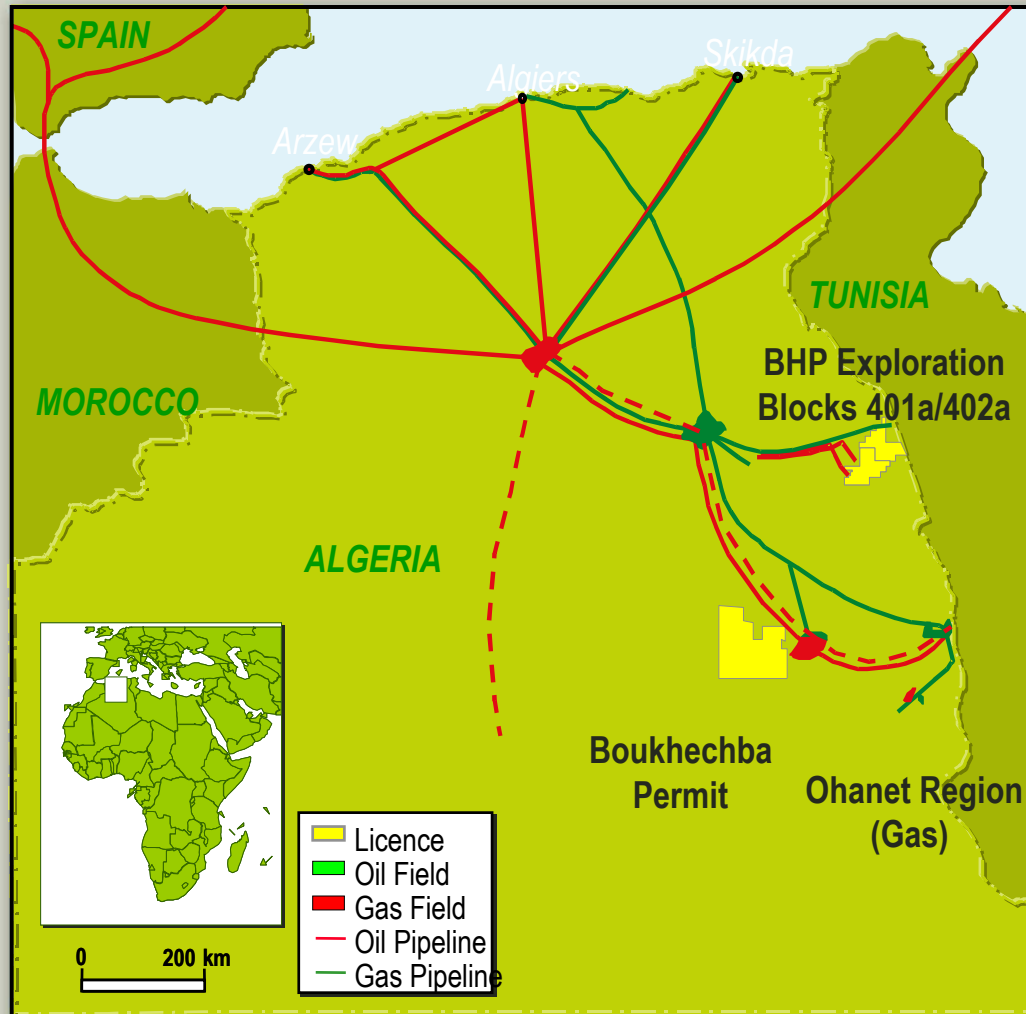 SPAIN
Skikda
Algiers
Arzew
TUNISIA
BHP Exploration
Blocks 401a/402a
MOROCCO
ALGERIA
Boukhechba
Permit
Ohanet Region
(Gas)
Licence
Oil Field
Gas Field
Oil Pipeline
Gas Pipeline
0 200 km